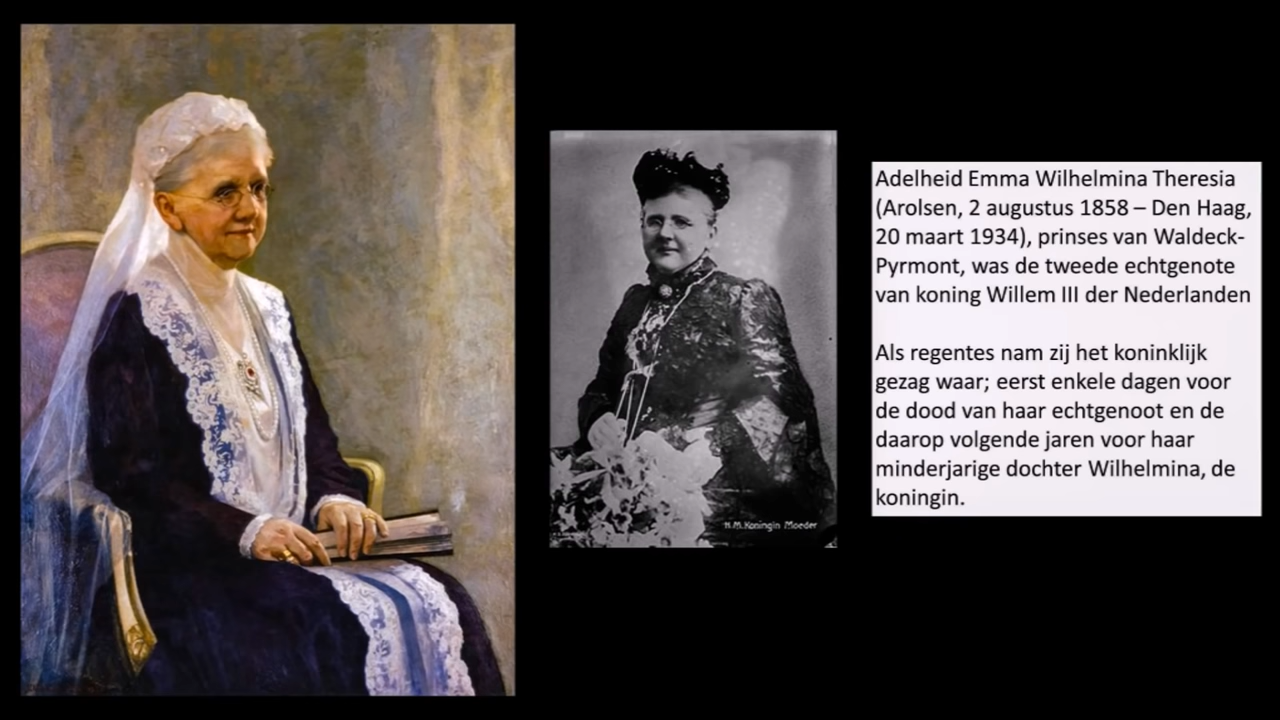 Adelheid Emma Wilhelmina Theresia
(Arolsen, 2 augustus 1858 – Den Haag,
20 maart 1934), prinses van Waldeck-
Pyrmont, was de tweede echtgenote
van koning Willem III der Nederlanden
Als regentes nam zij het koninklijk
gezag waar; eerst enkele dagen voor
de dood van haar echtgenoot en de
daarop volgende jaren voor haar
minderjarige dochter Wilhelmina, de
koningin.
H.M. Koningin Moeder